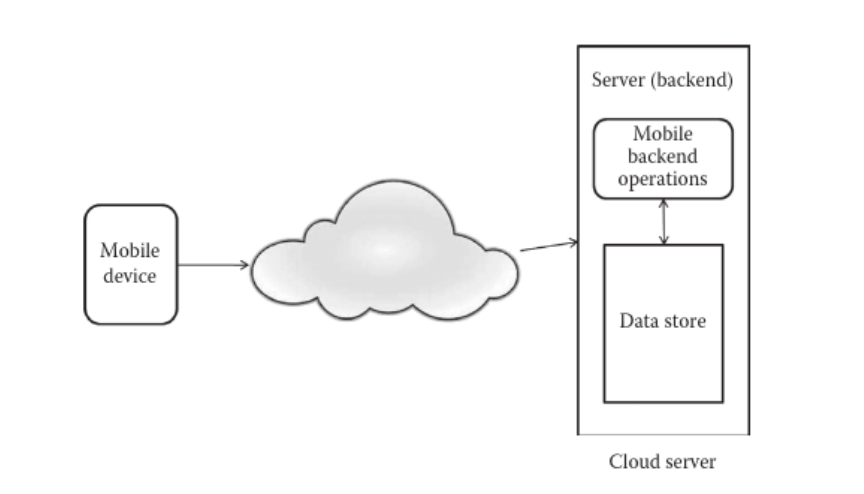 Mobile
device
Server (backend)
Mobile
backend
operations
Data store
Cloud server